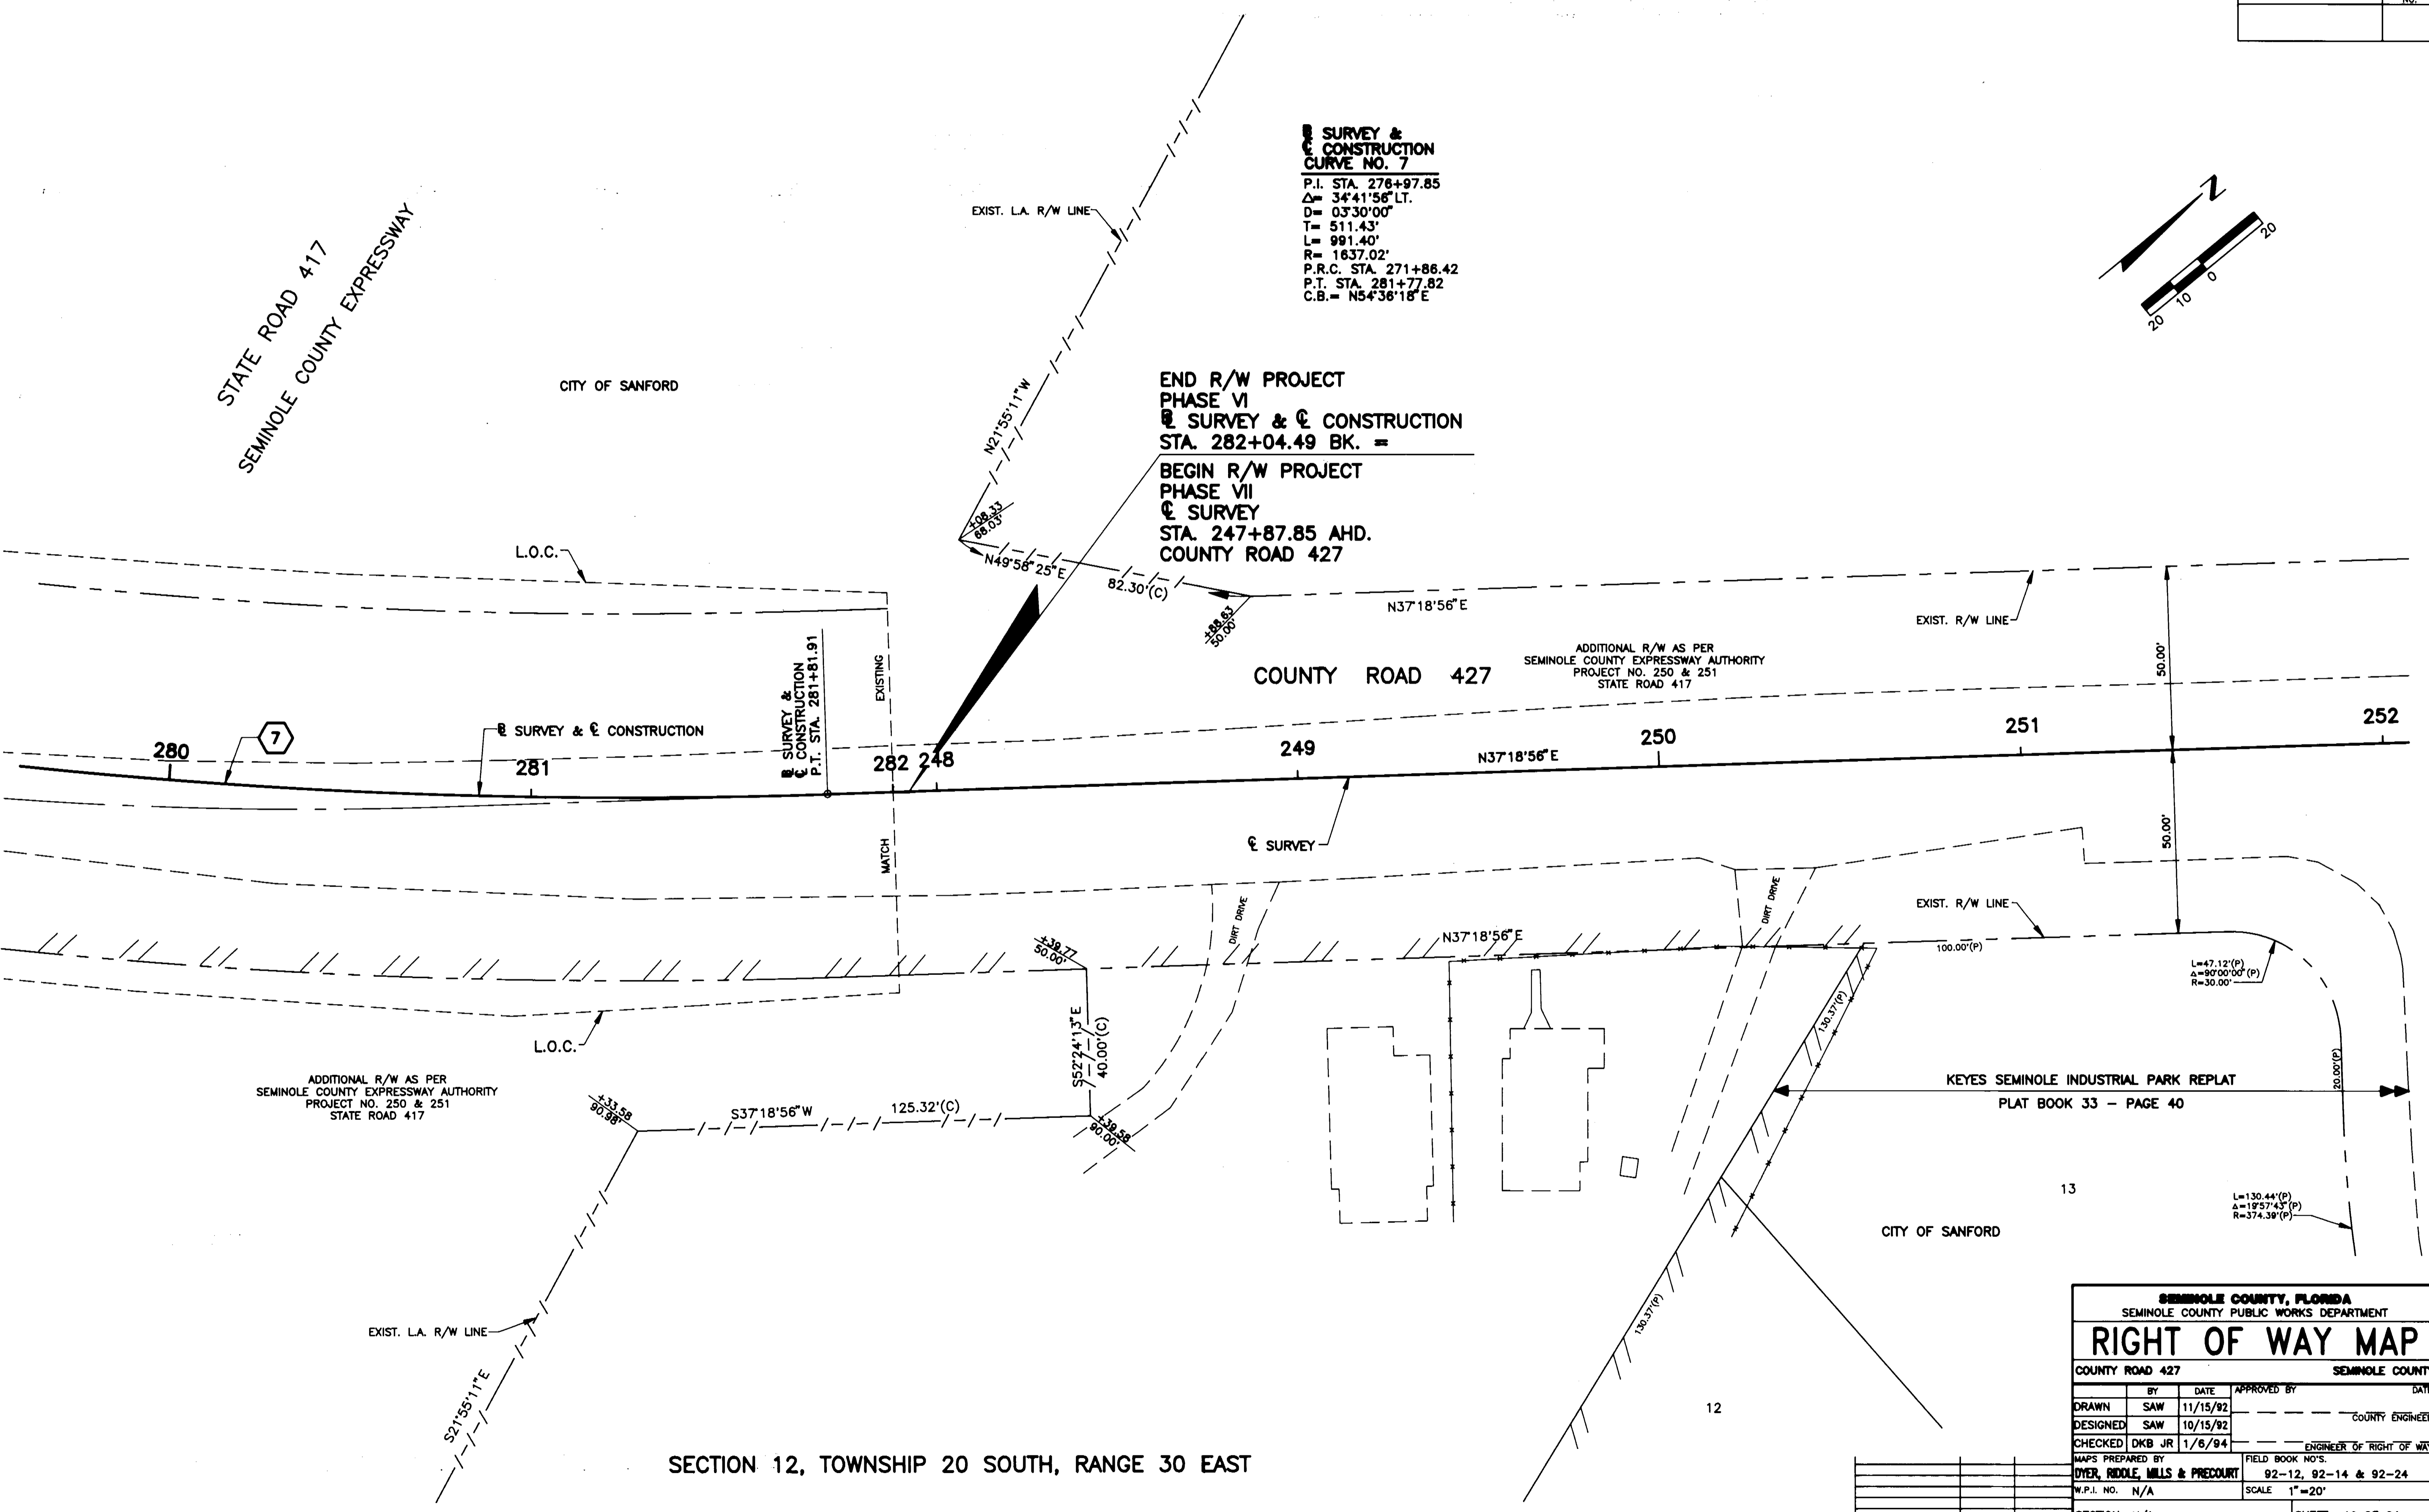 NO.
STATE ROAD 417
SEMINOLE COUNTY EXPRESSWAY
CITY OF SANFORD
EXIST. L.A. R/W LINE
N21°55'11"W
SURVEY &
CONSTRUCTION
CURVE NO. 7
P.I. STA. 276+97.85
Δ= 34°41'56" LT.
D= 03°30'00"
T= 511.43'
L= 991.40'
R= 1637.02'
P.R.C. STA. 271+86.42
P.T. STA. 281+77.82
C.B.= N54°36'18"E
N
20
10
0
20
END R/W PROJECT
PHASE VI
SURVEY & ℄ CONSTRUCTION
STA. 282+04.49 BK. =
BEGIN R/W PROJECT
PHASE VII
℄ SURVEY
STA. 247+87.85 AHD.
COUNTY ROAD 427
+08.33
68.03'
N49°58'25"E
82.30'(C)
+88.63
50.00'
N37°18'56"E
L.O.C.
EXIST. R/W LINE
50.00'
COUNTY ROAD 427
ADDITIONAL R/W AS PER
SEMINOLE COUNTY EXPRESSWAY AUTHORITY
PROJECT NO. 250 & 251
STATE ROAD 417
EXISTING
SURVEY &
℄ CONSTRUCTION
P.T. STA. 281+81.91
7
SURVEY & ℄ CONSTRUCTION
280
281
282
248
249
250
251
252
N37°18'56"E
℄ SURVEY
MATCH
50.00'
DIRT DRIVE
DIRT DRIVE
EXIST. R/W LINE
+39.77
50.00'
N37°18'56"E
100.00'(P)
L=47.12'(P)
Δ=90°00'00"(P)
R=30.00'
130.37'(P)
L.O.C.
S52°24'13"E
40.00'(C)
20.00'(P)
ADDITIONAL R/W AS PER
SEMINOLE COUNTY EXPRESSWAY AUTHORITY
PROJECT NO. 250 & 251
STATE ROAD 417
+33.58
90.98'
S37°18'56"W
125.32'(C)
+39.58
90.00'
KEYES SEMINOLE INDUSTRIAL PARK REPLAT
PLAT BOOK 33 - PAGE 40
13
L=130.44'(P)
Δ=19°57'43"(P)
R=374.39'(P)
CITY OF SANFORD
EXIST. L.A. R/W LINE
S21°55'11"E
130.37'(P)
12
SECTION 12, TOWNSHIP 20 SOUTH, RANGE 30 EAST
SEMINOLE COUNTY, FLORIDA
SEMINOLE COUNTY PUBLIC WORKS DEPARTMENT
RIGHT OF WAY MAP
COUNTY ROAD 427 SEMINOLE COUNTY
BY DATE APPROVED BY DATE
DRAWN SAW 11/15/92
COUNTY ENGINEER
DESIGNED SAW 10/15/92
CHECKED DKB JR 1/6/94
ENGINEER OF RIGHT OF WAY
MAPS PREPARED BY
DYER, RIDDLE, MILLS & PRECOURT
FIELD BOOK NO'S.
92-12, 92-14 & 92-24
W.P.I. NO. N/A
SCALE 1"=20'